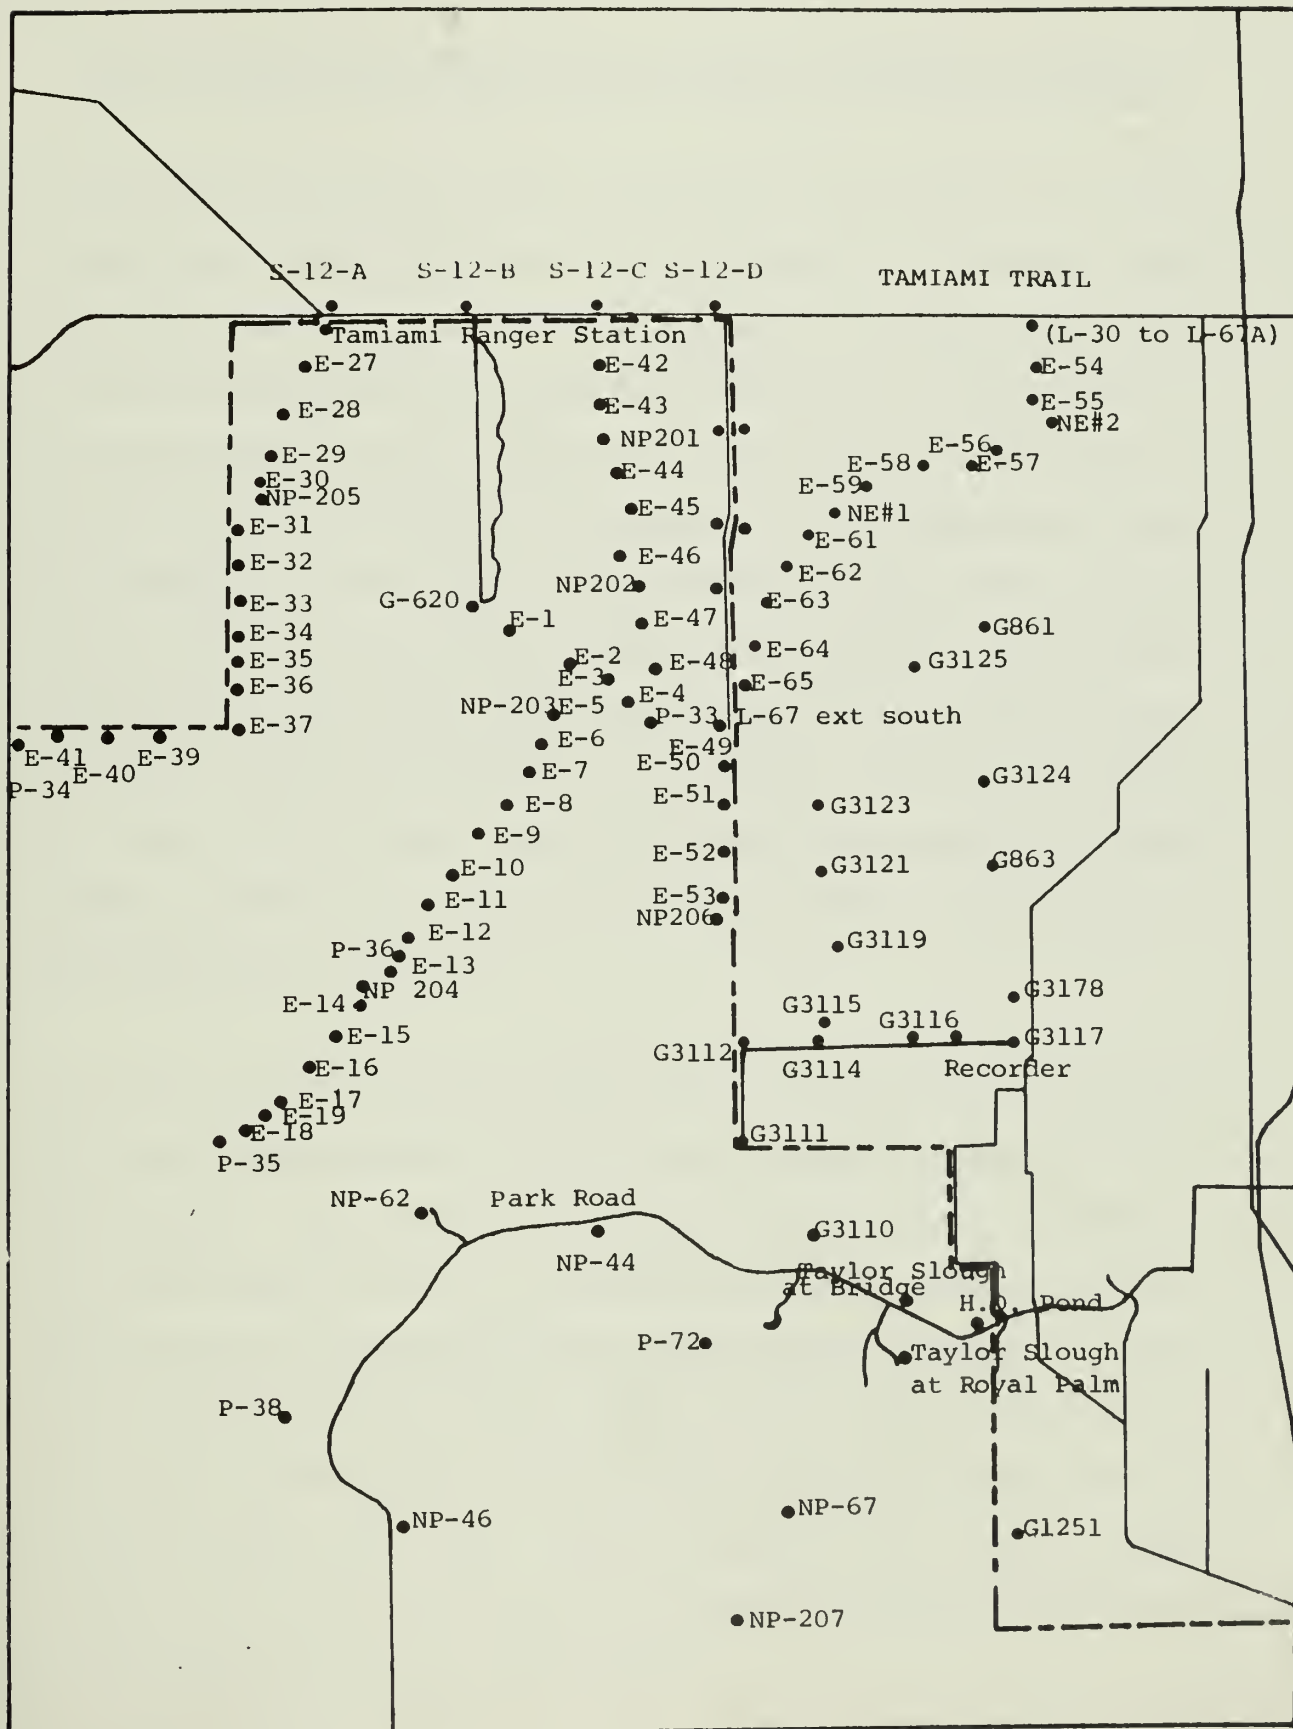 S-12-A
S-12-B
S-12-C
S-12-D
TAMIAMI TRAIL
Tamiami Ranger Station
(L-30 to L-67A)
E-27
E-42
E-54
E-28
E-43
E-55
NE#2
NP201
E-56
E-29
E-44
E-58
E-57
E-30
E-59
NP-205
E-45
NE#1
E-31
E-61
E-32
E-46
E-62
NP202
E-33
G-620
E-63
E-1
E-47
G861
E-34
E-64
E-35
E-2
E-48
G3125
E-3
E-36
E-65
E-4
NP-203
E-5
P-33
L-67 ext south
E-37
E-6
E-49
E-41
E-39
E-40
E-50
P-34
E-7
G3124
E-8
E-51
G3123
E-9
E-52
E-10
G3121
G863
E-11
E-53
NP206
E-12
P-36
G3119
E-13
NP 204
G3178
E-14
G3115
G3116
E-15
G3112
G3117
E-16
G3114
Recorder
E-17
E-19
E-18
G3111
P-35
NP-62
Park Road
G3110
NP-44
Taylor Slough
at Bridge
H.Q. Pond
P-72
Taylor Slough
at Royal Palm
P-38
NP-67
NP-46
G1251
NP-207